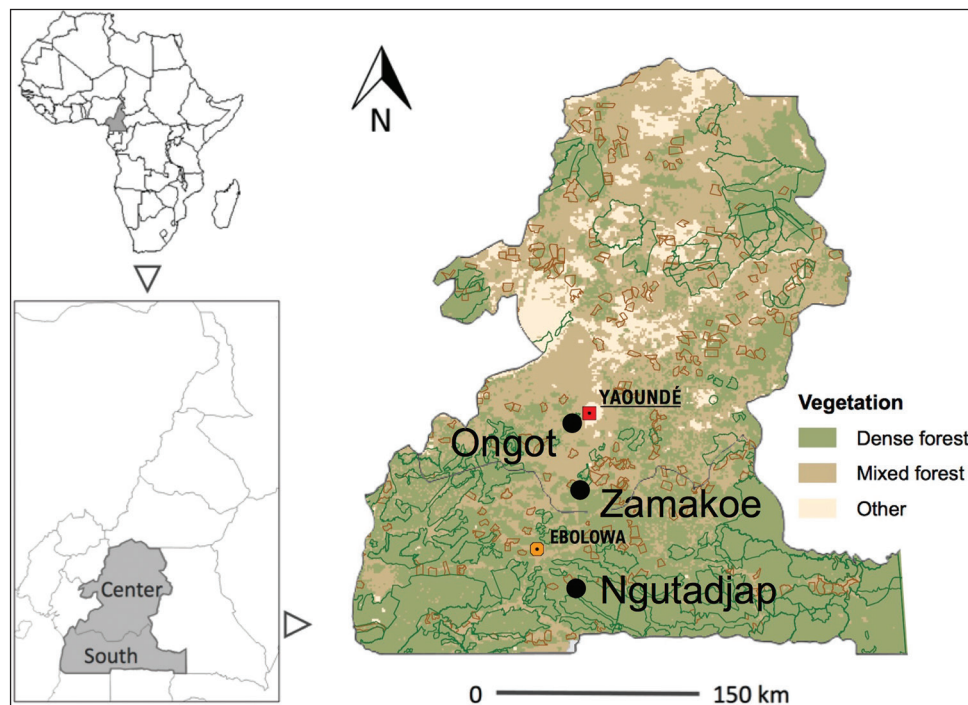 N
Center
South
YAOUNDÉ
Ongot
Zamakoe
EBOLOWA
Ngutadjap
Vegetation
Dense forest
Mixed forest
Other
0 150 km